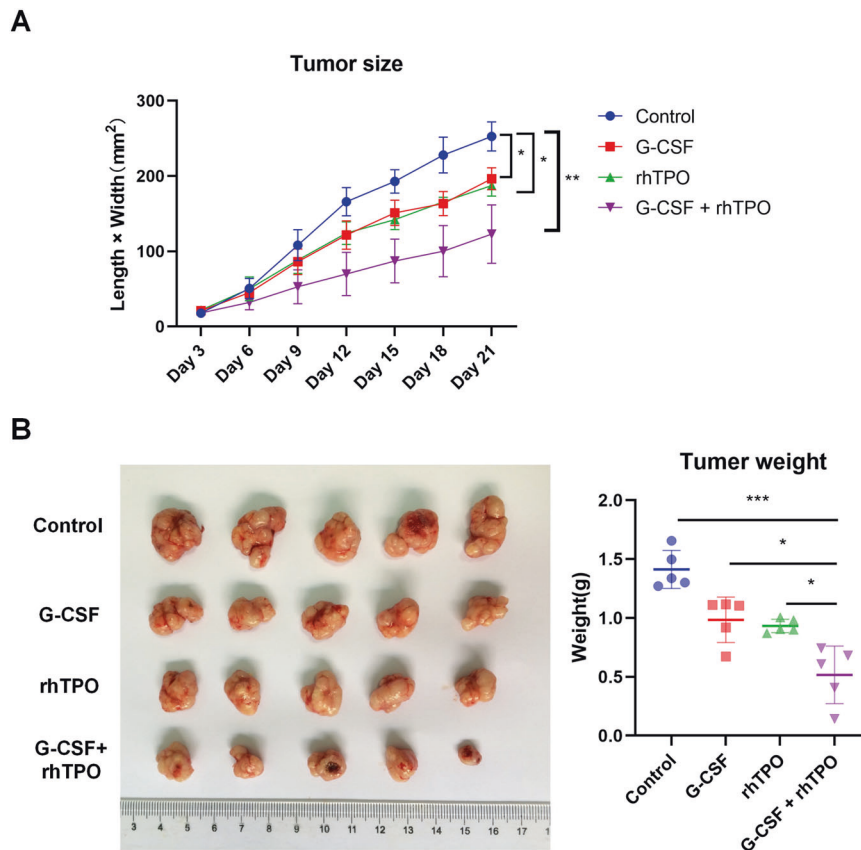 A
Tumor size
Length × Width(mm²)
300
200
100
0
Day 3
Day 6
Day 9
Day 12
Day 15
Day 18
Day 21
*
*
**
Control
G-CSF
rhTPO
G-CSF + rhTPO
B
Control
G-CSF
rhTPO
G-CSF+
rhTPO
3 4 5 6 7 8 9 10 11 12 13 14 15 16 17
Tumer weight
Weight(g)
2.0
1.5
1.0
0.5
0.0
***
*
*
Control
G-CSF
rhTPO
G-CSF + rhTPO